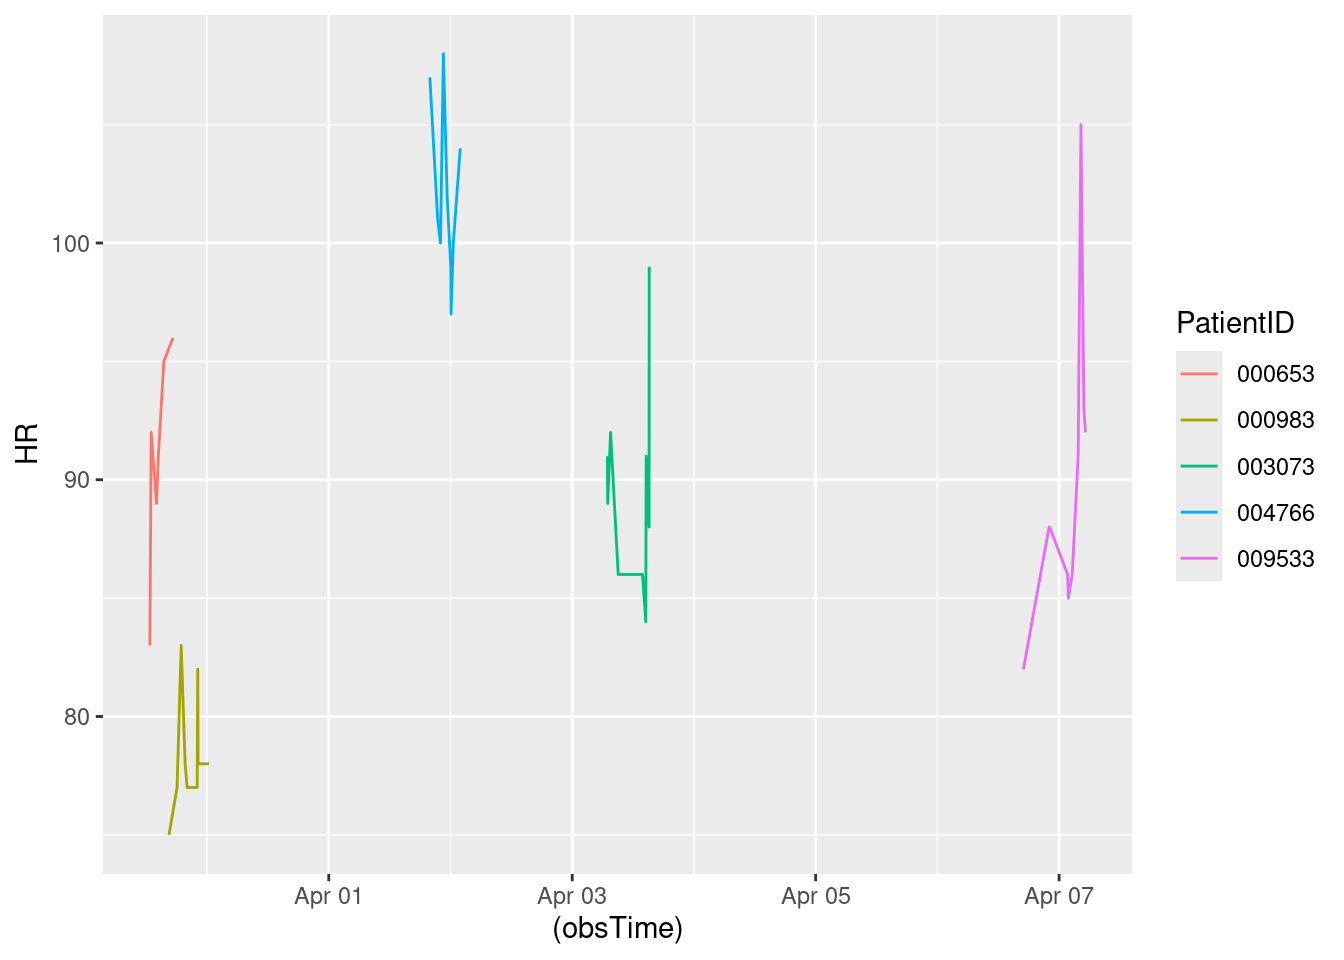 HR
100
90
80
Apr 01
Apr 03
Apr 05
Apr 07
(obsTime)
PatientID
000653
000983
003073
004766
009533